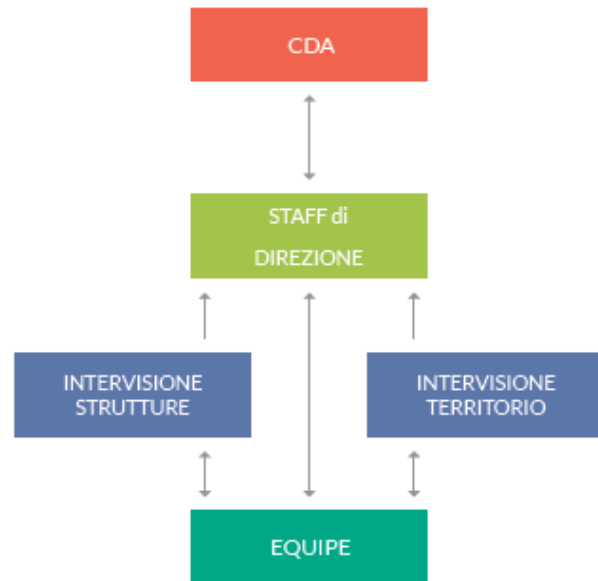 CDA
STAFF di
DIREZIONE
INTERVISIONE
STRUTTURE
INTERVISIONE
TERRITORIO
EQUIPE